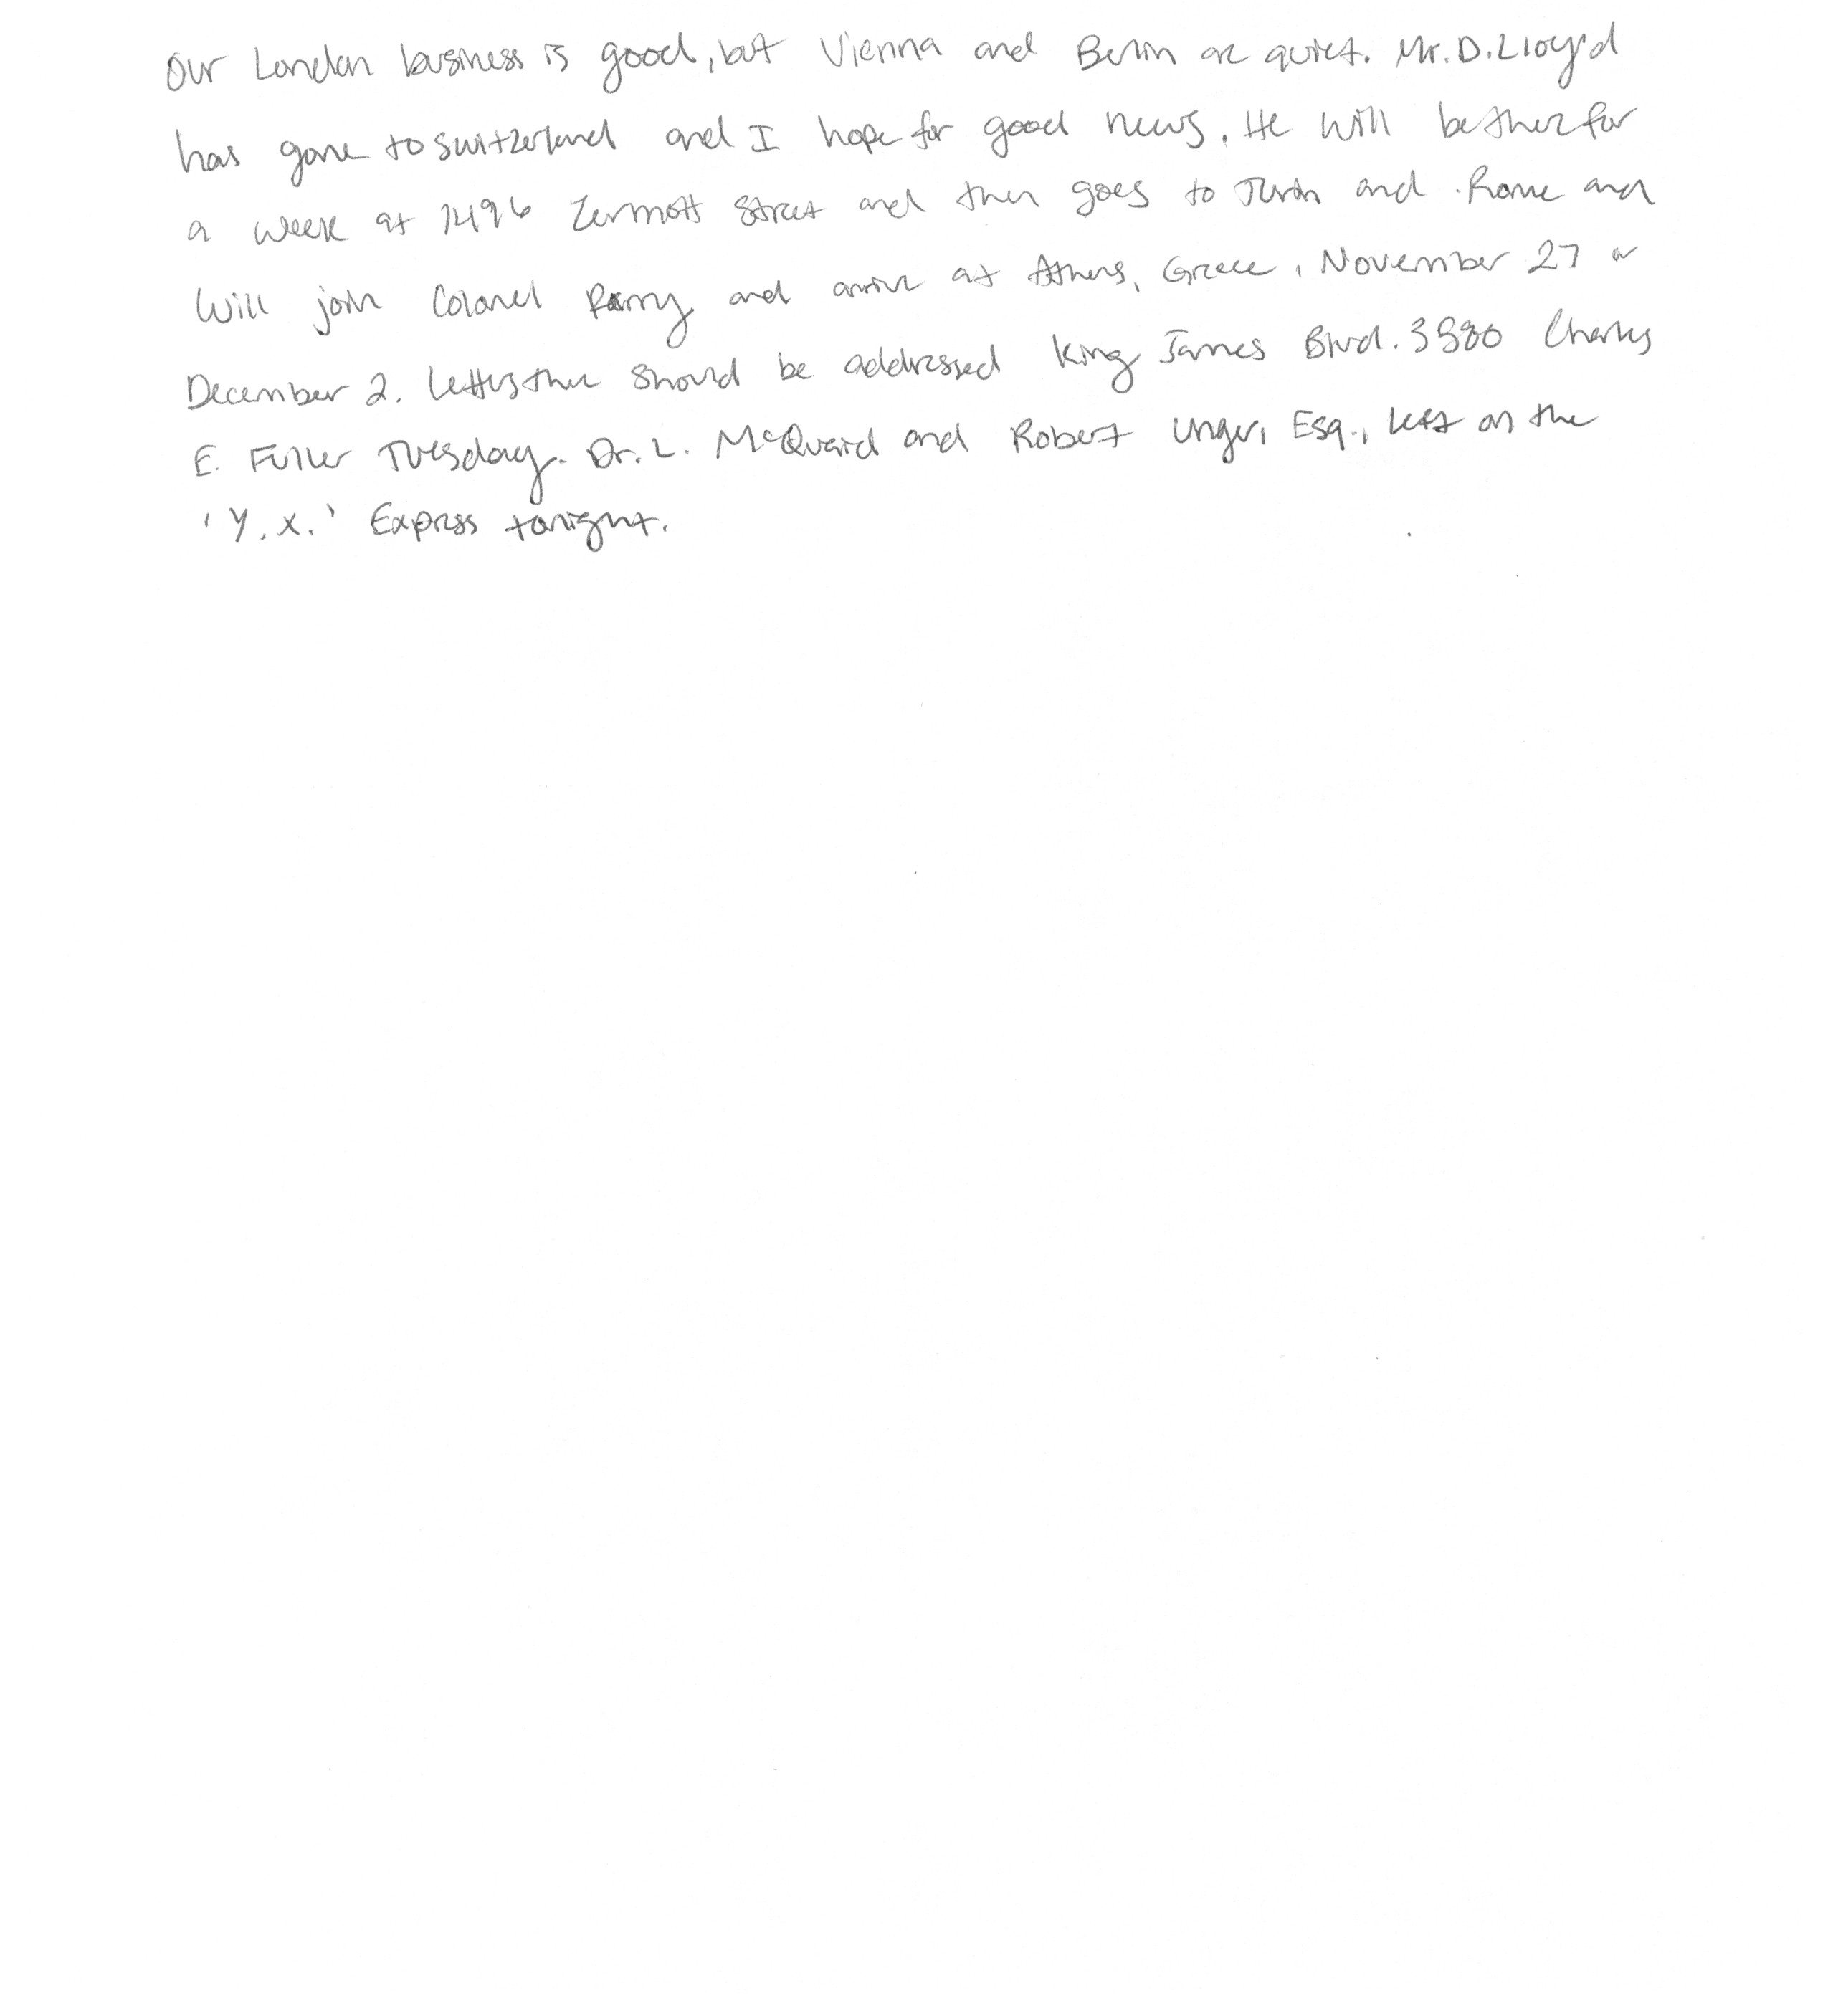 Our London business is good, but Vienna and Berlin are quiet. Mr. D. Lloyd
has gone to Switzerland and I hope for good news. He will be there for
a week at 1496 Zermott Street and then goes to Turin and Rome and
will join Colonel Parry and arrive at Athens, Greece, November 27 or
December 2. Letters there should be addressed King James Blvd. 3580 Charles
E. Fuller Tuesday. Dr. L. McQuaid and Robert Unger, Esq., left on the
'Y.X.' Express tonight.